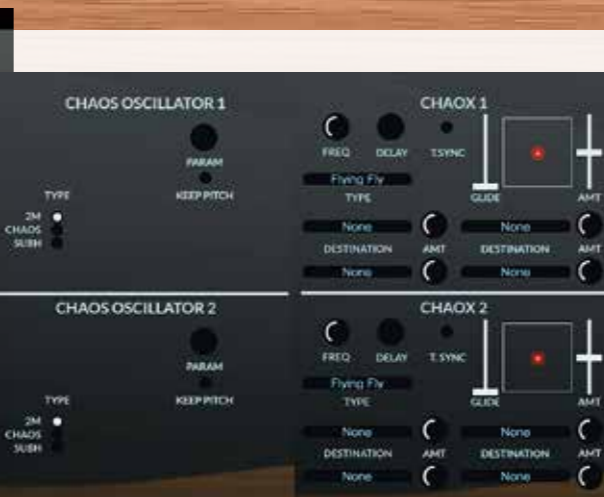 CHAOS OSCILLATOR 1
PARAM
TYPE KEEP PITCH
2M
CHAOS
SUBH
CHAOX 1
FREQ DELAY T.SYNC
Flying Fly
TYPE GLIDE AMT
None None
DESTINATION AMT DESTINATION AMT
None None
CHAOS OSCILLATOR 2
PARAM
TYPE KEEP PITCH
2M
CHAOS
SUBH
CHAOX 2
FREQ DELAY T. SYNC
Flying Fly
TYPE GLIDE AMT
None None
DESTINATION AMT DESTINATION AMT
None None